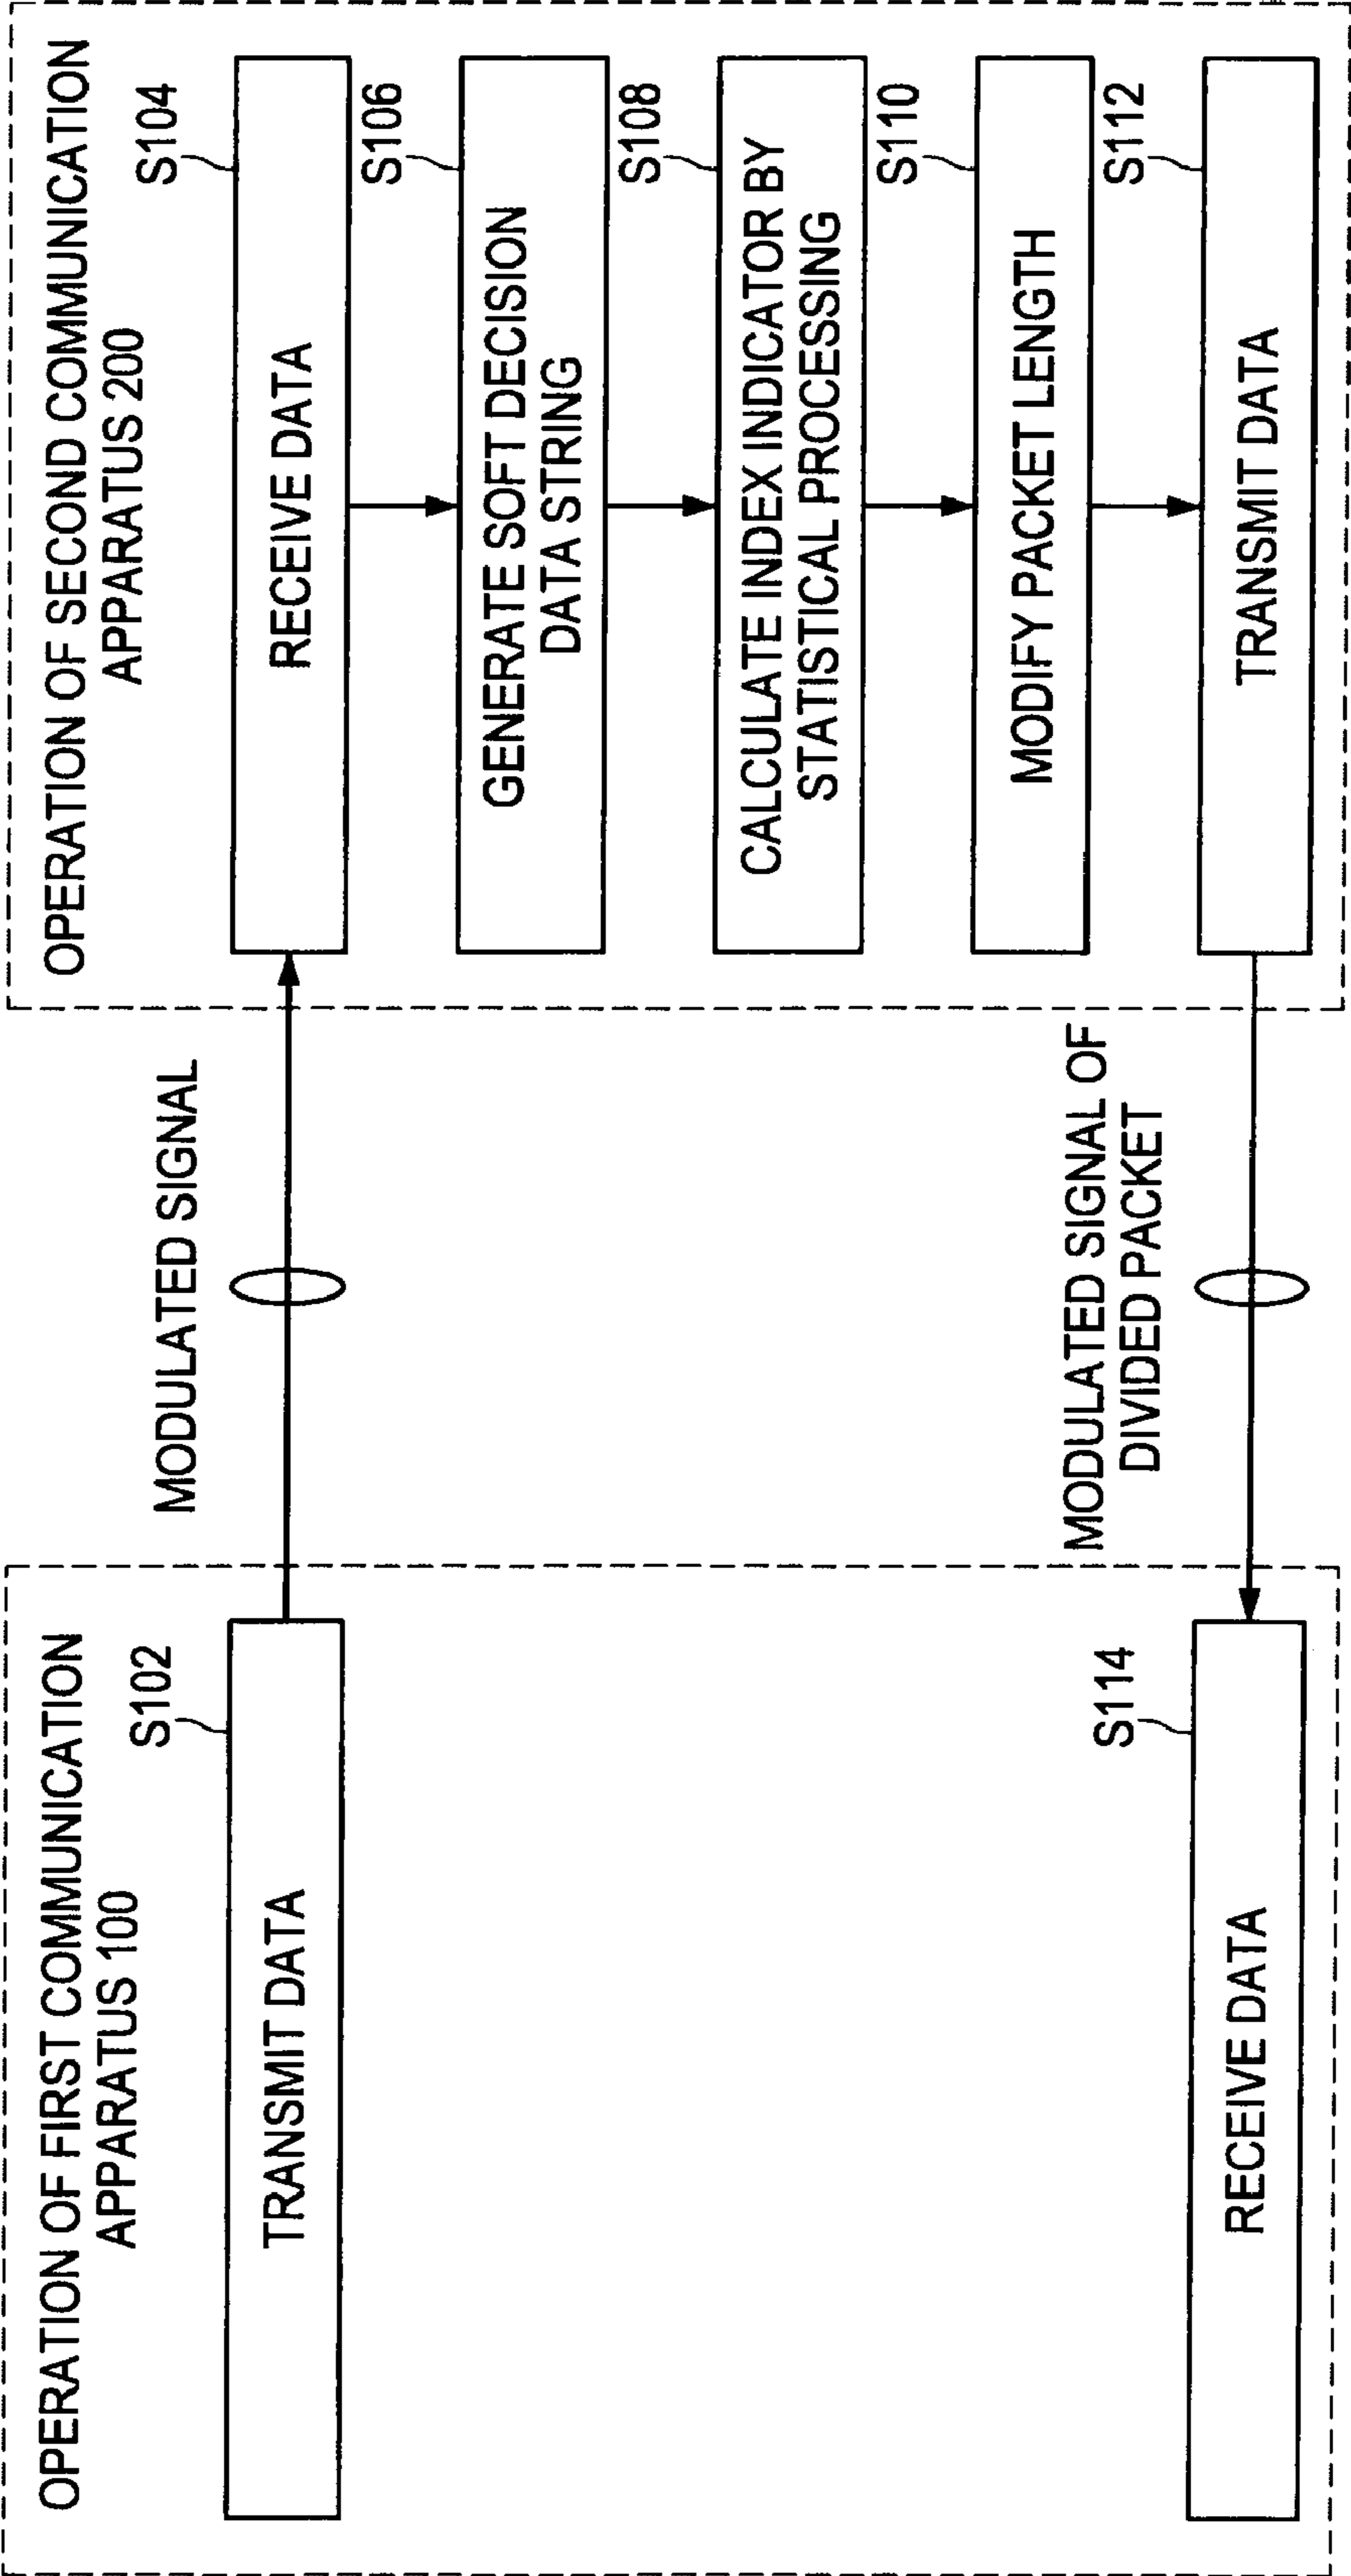 OPERATION OF FIRST COMMUNICATION
APPARATUS 100
S102
TRANSMIT DATA
MODULATED SIGNAL
OPERATION OF SECOND COMMUNICATION
APPARATUS 200
S104
RECEIVE DATA
S106
GENERATE SOFT DECISION
DATA STRING
S108
CALCULATE INDEX INDICATOR BY
STATISTICAL PROCESSING
S110
MODIFY PACKET LENGTH
S112
TRANSMIT DATA
MODULATED SIGNAL OF
DIVIDED PACKET
S114
RECEIVE DATA